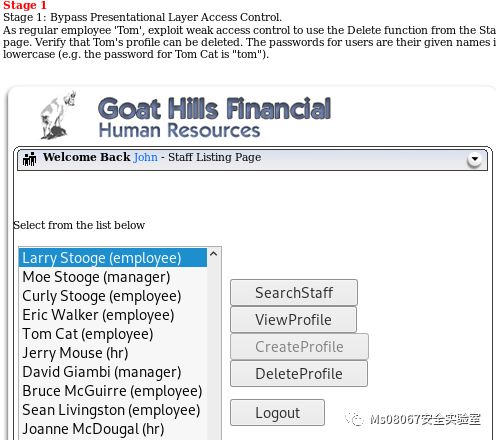 Stage 1
Stage 1: Bypass Presentational Layer Access Control.
As regular employee 'Tom', exploit weak access control to use the Delete function from the Sta
page. Verify that Tom's profile can be deleted. The passwords for users are their given names i
lowercase (e.g. the password for Tom Cat is "tom").
Goat Hills Financial
Human Resources
Welcome Back John - Staff Listing Page
Select from the list below
Larry Stooge (employee)
Moe Stooge (manager)
Curly Stooge (employee)
Eric Walker (employee)
Tom Cat (employee)
Jerry Mouse (hr)
David Giambi (manager)
Bruce McGuirre (employee)
Sean Livingston (employee)
Joanne McDougal (hr)
SearchStaff
ViewProfile
CreateProfile
DeleteProfile
Logout
Ms08067安全实验室